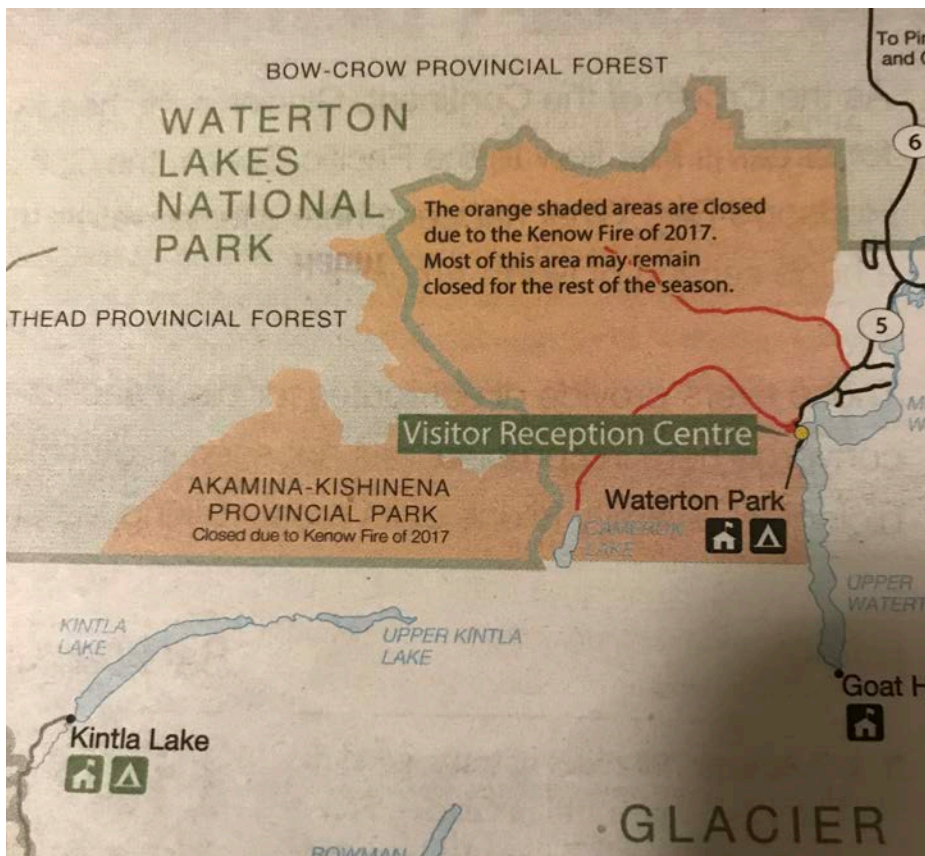 To Pin
and C
BOW-CROW PROVINCIAL FOREST
WATERTON
LAKES
NATIONAL
PARK
6
The orange shaded areas are closed
due to the Kenow Fire of 2017.
Most of this area may remain
closed for the rest of the season.
THEAD PROVINCIAL FOREST
5
Visitor Reception Centre
AKAMINA-KISHINENA
PROVINCIAL PARK
Closed due to Kenow Fire of 2017
Waterton Park
CAMERON
LAKE
UPPER
WATERT
KINTLA
LAKE
UPPER KINTLA
LAKE
Goat H
Kintla Lake
GLACIER
BOWMAN